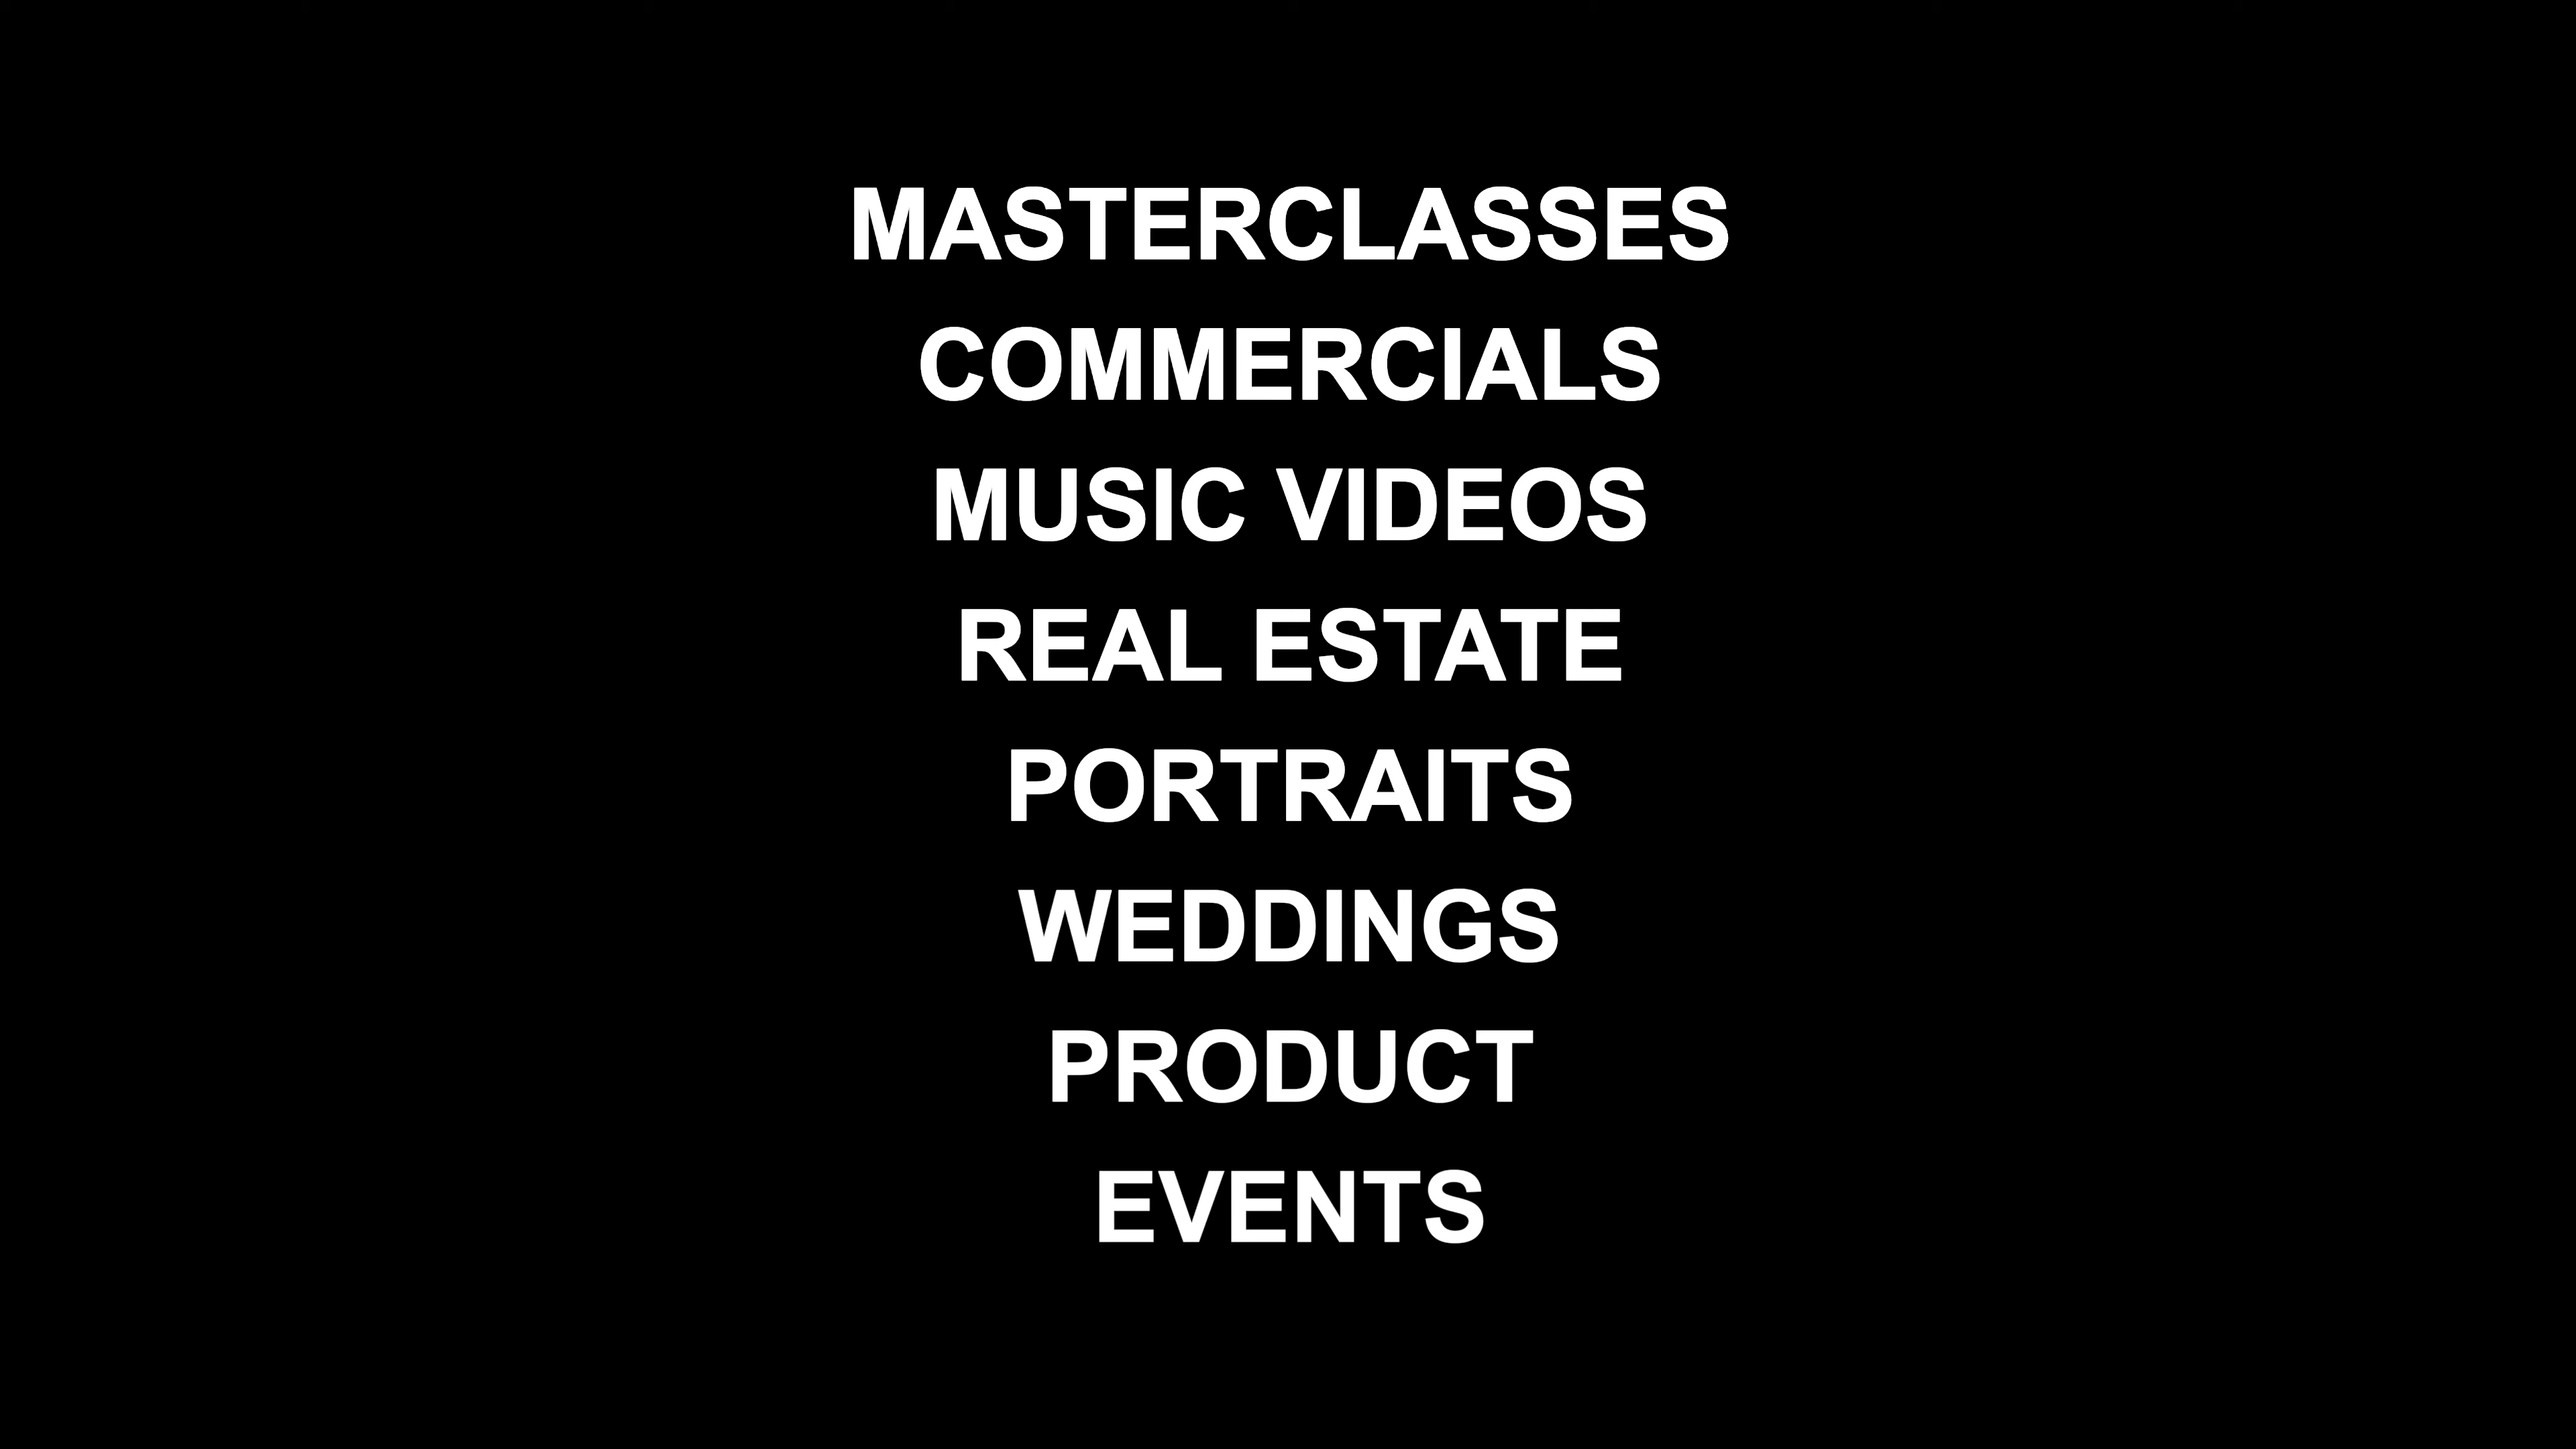 MASTERCLASSES
COMMERCIALS
MUSIC VIDEOS
REAL ESTATE
PORTRAITS
WEDDINGS
PRODUCT
EVENTS